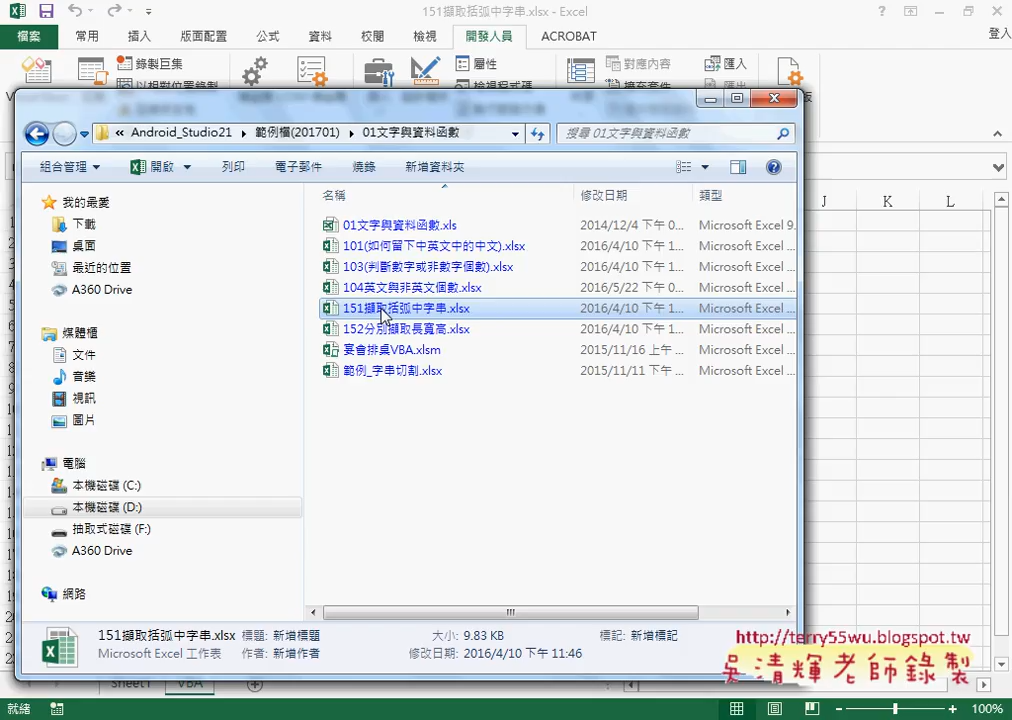 151擷取括弧中字串.xlsx - Excel
登入
檔案
常用
插入
版面配置
公式
資料
校閱
檢視
開發人員
ACROBAT
錄製巨集
屬性
對應內容
匯入
« Android_Studio21 範例檔(201701) 01文字與資料函數
搜尋 01文字與資料函數
組合管理
開啟
列印
電子郵件
燒錄
新增資料夾
我的最愛
下載
桌面
最近的位置
A360 Drive
媒體櫃
文件
音樂
視訊
圖片
電腦
本機磁碟 (C:)
本機磁碟 (D:)
抽取式磁碟 (F:)
A360 Drive
網路
名稱 修改日期 類型
01文字與資料函數.xls 2014/12/4 下午 0... Microsoft Excel 9...
101(如何留下中英文中的中文).xlsx 2016/4/10 下午 1... Microsoft Excel ...
103(判斷數字或非數字個數).xlsx 2016/4/10 下午 1... Microsoft Excel ...
104英文與非英文個數.xlsx 2016/5/22 下午 0... Microsoft Excel ...
151擷取括弧中字串.xlsx 2016/4/10 下午 1... Microsoft Excel ...
152分別擷取長寬高.xlsx 2016/4/10 下午 1... Microsoft Excel ...
宴會排桌VBA.xlsm 2015/11/16 上午 ... Microsoft Excel ...
範例_字串切割.xlsx 2015/11/11 下午 ... Microsoft Excel ...
J K L
151擷取括弧中字串.xlsx 標題: 新增標題 大小: 9.83 KB 標記: 新增標記
Microsoft Excel 工作表 作者: 新增作者 修改日期: 2016/4/10 下午 11:46
http://terry55wu.blogspot.tw
吳清輝老師錄製
Sheet1 VBA
就緒
100%